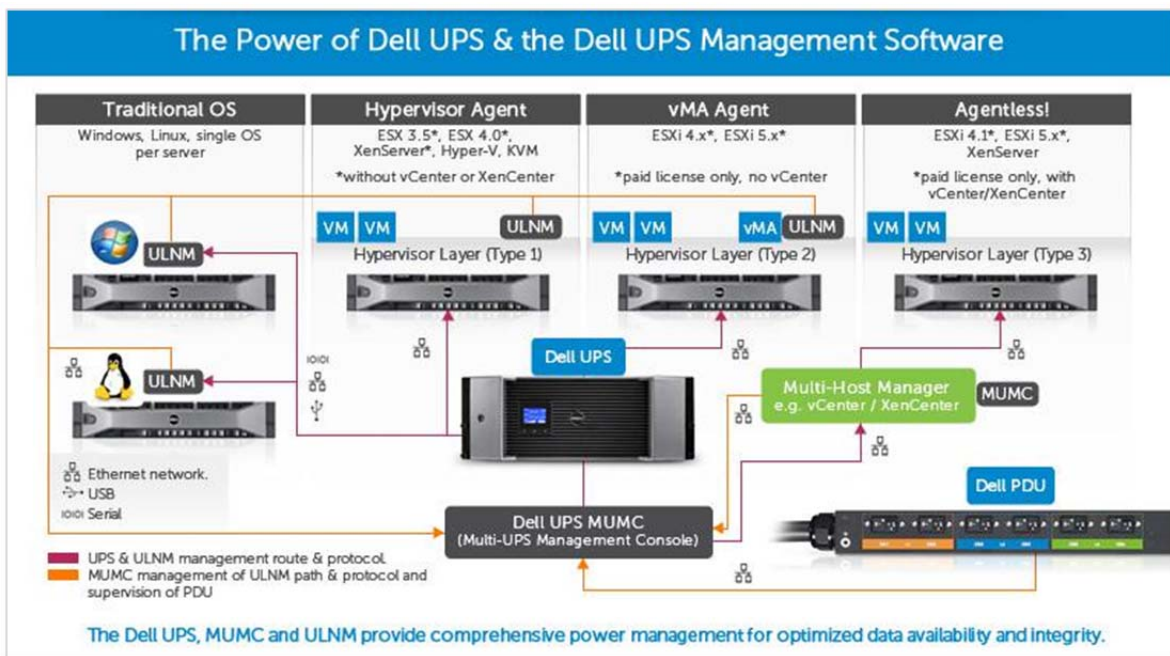 The Power of Dell UPS & the Dell UPS Management Software
Traditional OS
Windows, Linux, single OS
per server
Hypervisor Agent
ESX 3.5*, ESX 4.0*,
XenServer*, Hyper-V, KVM
*without vCenter or XenCenter
vMA Agent
ESXi 4.x*, ESXi 5.x*
*paid license only, no vCenter
Agentless!
ESXi 4.1*, ESXi 5.x*,
XenServer
*paid license only, with
vCenter/XenCenter
ULNM
VM VM
ULNM
Hypervisor Layer (Type 1)
VM VM
vMA ULNM
Hypervisor Layer (Type 2)
VM VM
Hypervisor Layer (Type 3)
ULNM
Dell UPS
Multi-Host Manager
e.g. vCenter / XenCenter
MUMC
Ethernet network.
USB
Serial
Dell PDU
Dell UPS MUMC
(Multi-UPS Management Console)
UPS & ULNM management route & protocol.
MUMC management of ULNM path & protocol and
supervision of PDU
The Dell UPS, MUMC and ULNM provide comprehensive power management for optimized data availability and integrity.